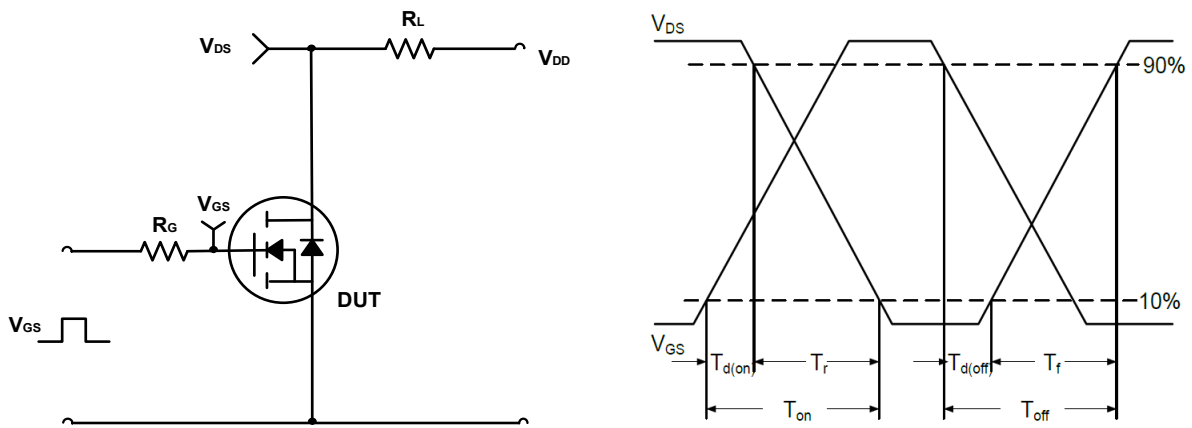 RL
VDS
VDD
VGS
RG
DUT
VGS
VDS
90%
10%
VGS
Td(on)
Tr
Td(off)
Tf
Ton
Toff